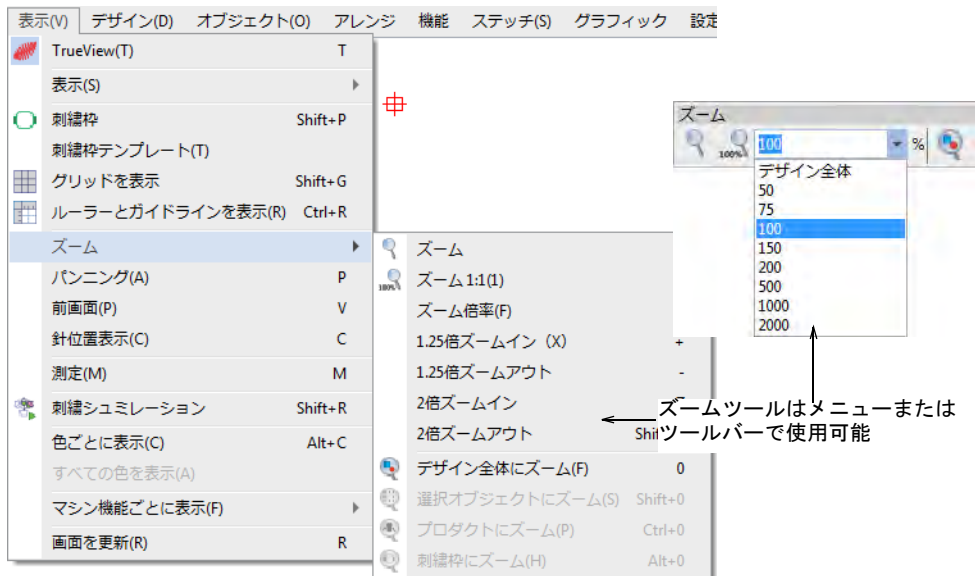 表示(V) デザイン(D) オブジェクト(O) アレンジ 機能 ステッチ(S) グラフィック 設定
TrueView(T) T
表示(S)
刺繍枠 Shift+P
刺繍枠テンプレート(T)
グリッドを表示 Shift+G
ルーラーとガイドラインを表示(R) Ctrl+R
ズーム
パンニング(A) P
前画面(P) V
針位置表示(C) C
測定(M) M
刺繍シュミレーション Shift+R
色ごとに表示(C) Alt+C
すべての色を表示(A)
マシン機能ごとに表示(F)
画面を更新(R) R
ズーム
100% ズーム 1:1(1)
ズーム倍率(F)
1.25倍ズームイン（X） +
1.25倍ズームアウト -
2倍ズームイン
2倍ズームアウト
デザイン全体にズーム(F) 0
選択オブジェクトにズーム(S) Shift+0
プロダクトにズーム(P) Ctrl+0
刺繍枠にズーム(H) Alt+0
ズーム
100% 100 %
デザイン全体
50
75
100
150
200
500
1000
2000
ズームツールはメニューまたは
ツールバーで使用可能